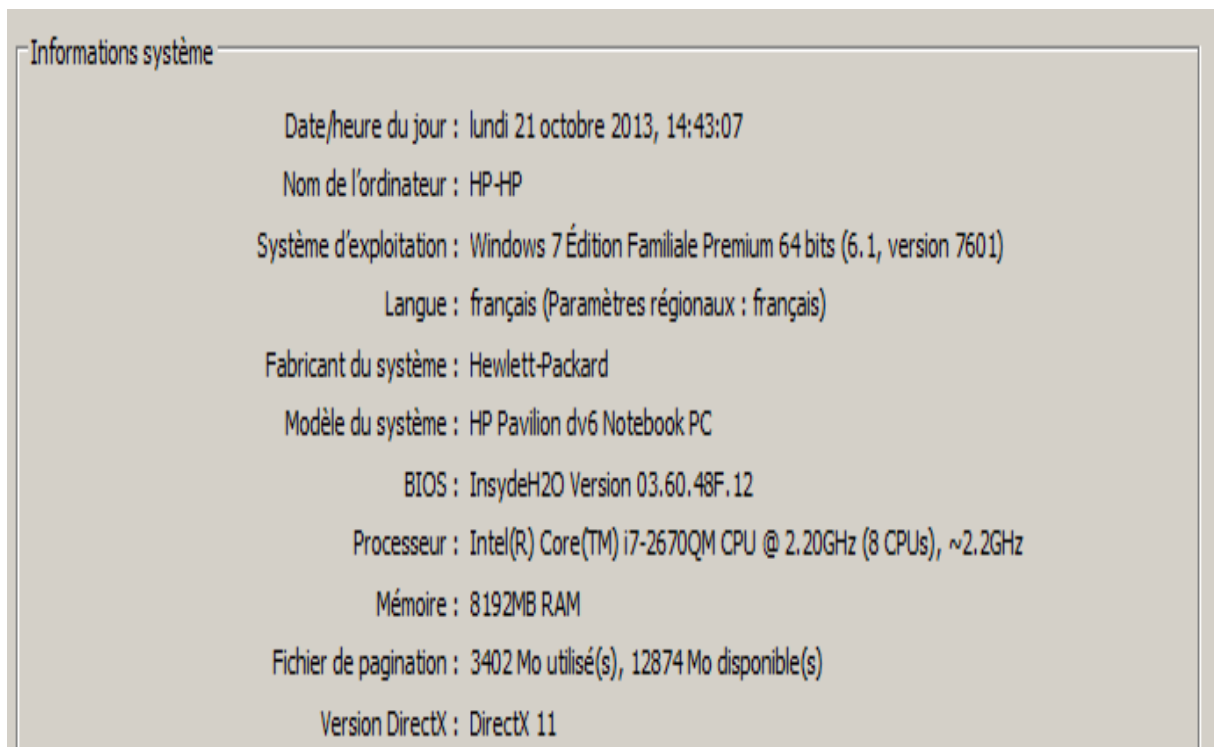 Informations système
Date/heure du jour : lundi 21 octobre 2013, 14:43:07
Nom de l'ordinateur : HP-HP
Système d'exploitation : Windows 7 Édition Familiale Premium 64 bits (6.1, version 7601)
Langue : français (Paramètres régionaux : français)
Fabricant du système : Hewlett-Packard
Modèle du système : HP Pavilion dv6 Notebook PC
BIOS : InsydeH2O Version 03.60.48F.12
Processeur : Intel(R) Core(TM) i7-2670QM CPU @ 2.20GHz (8 CPUs), ~2.2GHz
Mémoire : 8192MB RAM
Fichier de pagination : 3402 Mo utilisé(s), 12874 Mo disponible(s)
Version DirectX : DirectX 11